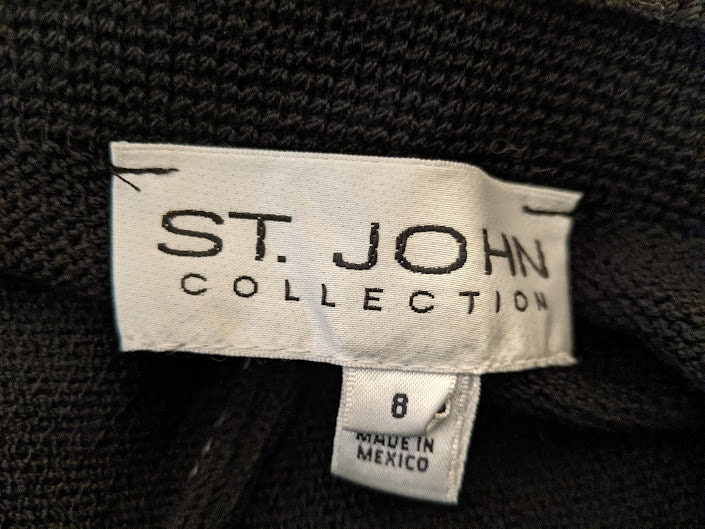 ST. JOHN
COLLECTION
8
MADE IN
MEXICO